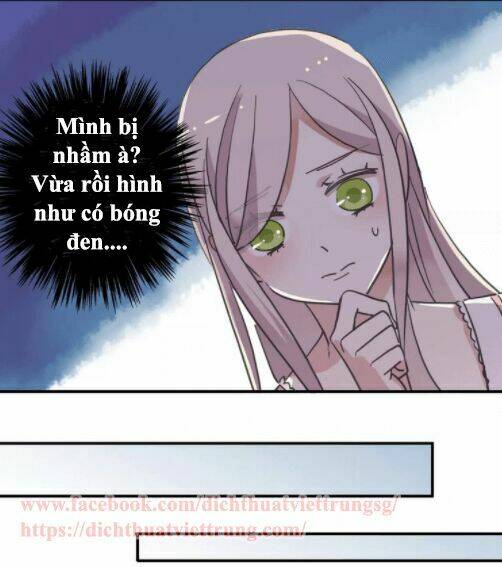 Mình bị
nhầm à?
Vừa rồi hình
như có bóng
đen....
www.facebook.com/dichthuatviettrungsg/
https://dichthuatviettrung.com/